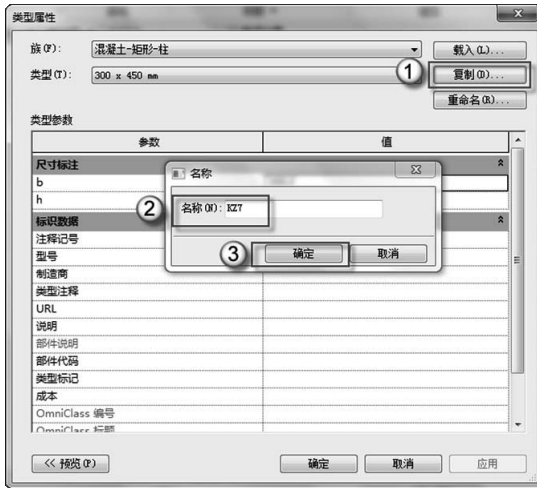 类型属性
族(F): 混凝土-矩形-柱 载入(L)...
类型(T): 300 x 450 mm ① 复制(D)...
重命名(R)...
类型参数
参数 值
尺寸标注
b
h
名称
② 名称(N): KZ7
③ 确定 取消
标识数据
注释记号
型号
制造商
类型注释
URL
说明
部件说明
部件代码
类型标记
成本
OmniClass 编号
OmniClass 标题
<< 预览(P) 确定 取消 应用